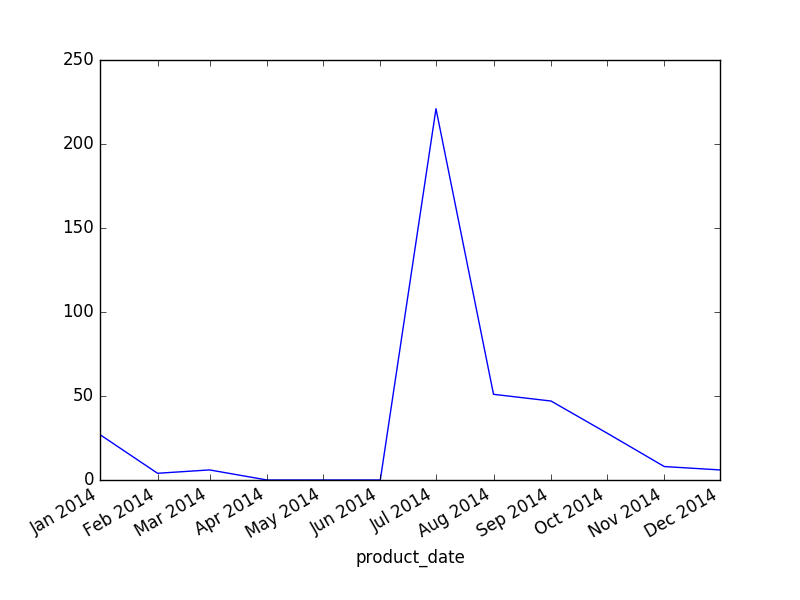 250
200
150
100
50
0
Jan 2014
Feb 2014
Mar 2014
Apr 2014
May 2014
Jun 2014
Jul 2014
Aug 2014
Sep 2014
Oct 2014
Nov 2014
Dec 2014
product_date